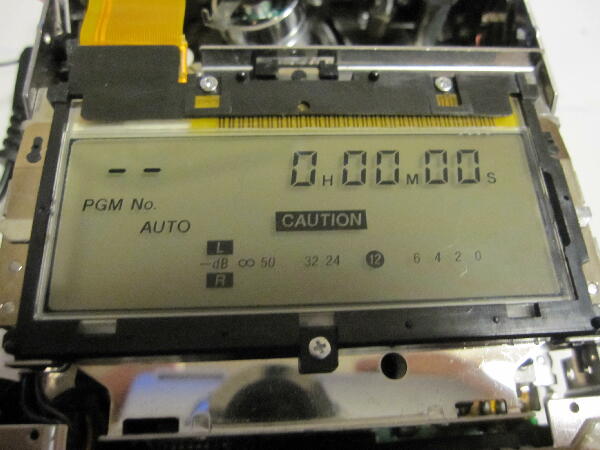 -- 0H00M00S
PGM No.
AUTO
CAUTION
L
-dB ∞ 50 32 24 12 6 4 2 0
R